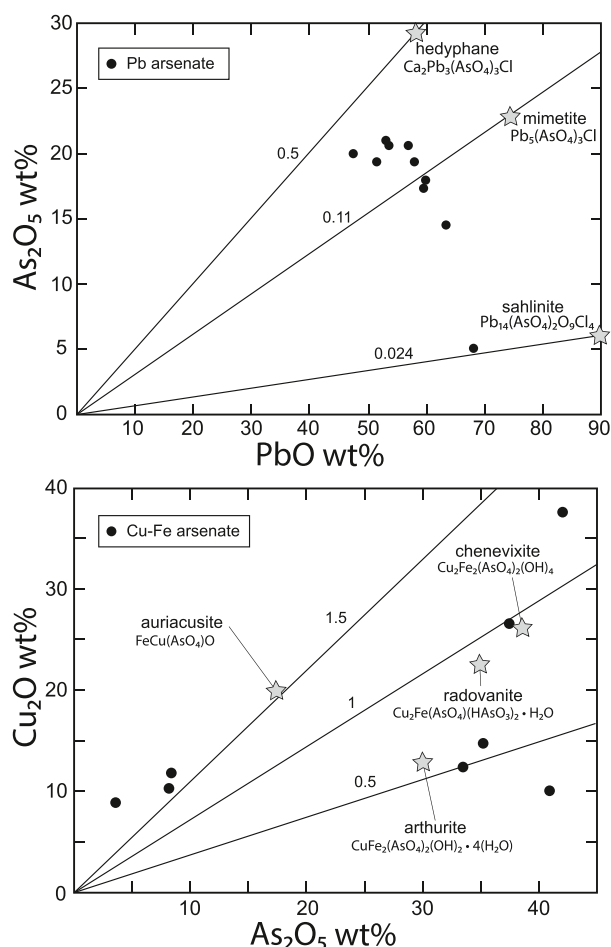 30
25
20
15
10
5
0
As₂O₅ wt%
Pb arsenate
hedyphane
Ca₂Pb₃(AsO₄)₃Cl
mimetite
Pb₅(AsO₄)₃Cl
0.5
0.11
sahlinite
Pb₁₄(AsO₄)₂O₉Cl₄
0.024
10 20 30 40 50 60 70 80 90
PbO wt%
40
30
20
10
0
Cu₂O wt%
Cu-Fe arsenate
chenevixite
Cu₂Fe₂(AsO₄)₂(OH)₄
auriacusite
FeCu(AsO₄)O
1.5
1
radovanite
Cu₂Fe(AsO₄)(HAsO₃)₂ • H₂O
0.5
arthurite
CuFe₂(AsO₄)₂(OH)₂ • 4(H₂O)
10 20 30 40
As₂O₅ wt%